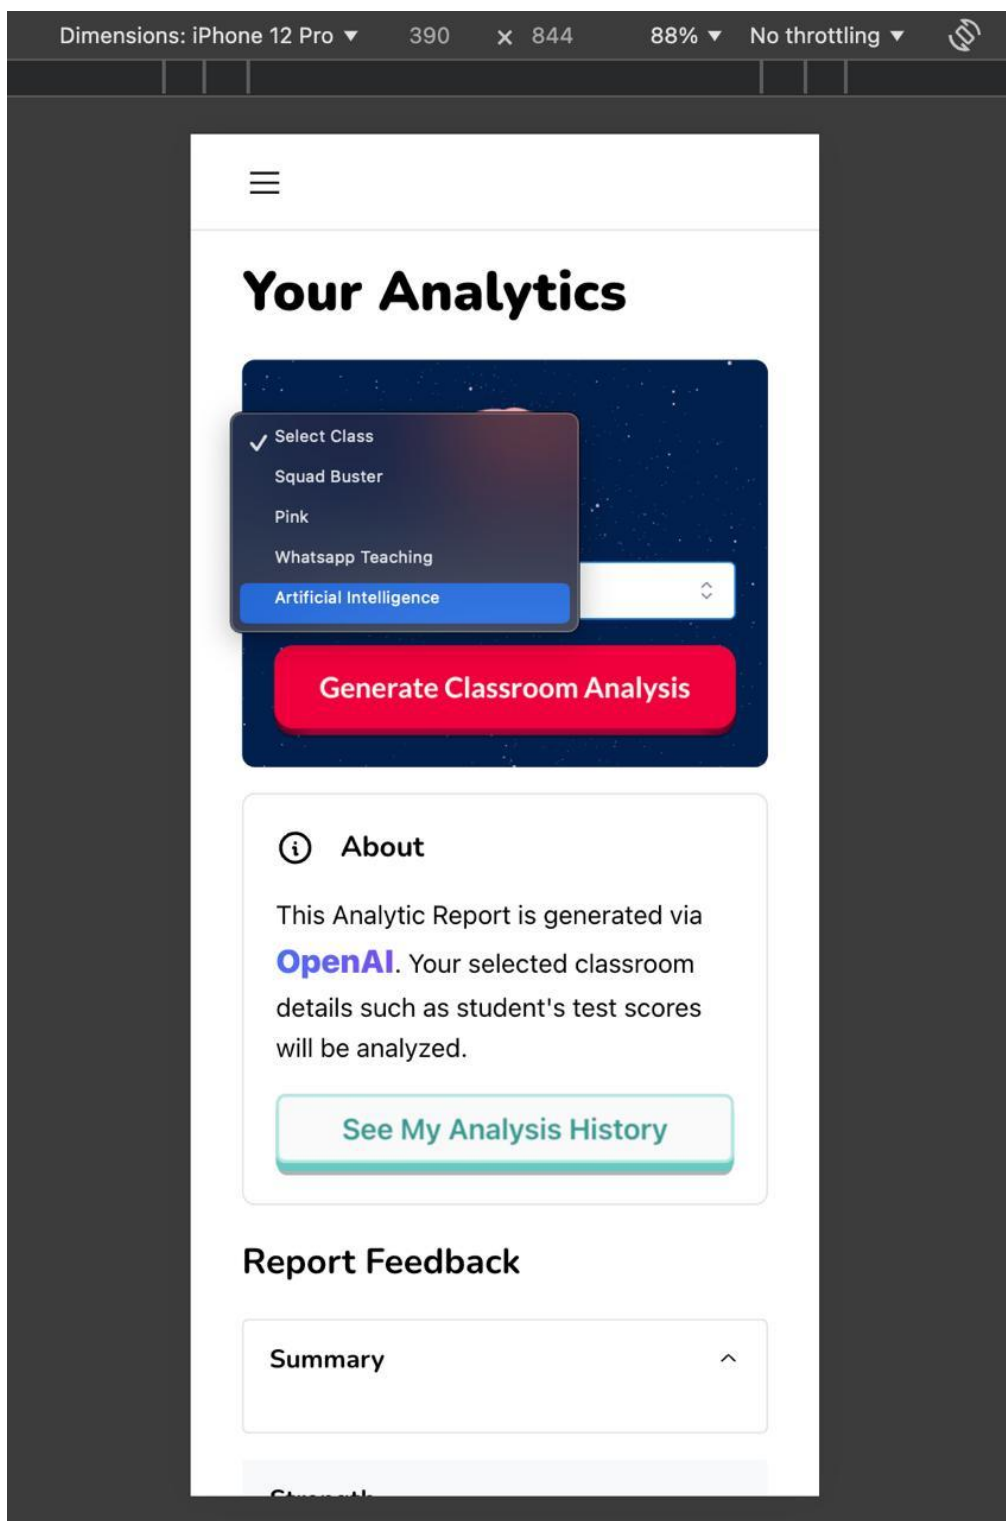 Dimensions: iPhone 12 Pro ▼ 390 × 844 88% ▼ No throttling ▼
Your Analytics
Select Class
Squad Buster
Pink
Whatsapp Teaching
Artificial Intelligence
Generate Classroom Analysis
About
This Analytic Report is generated via
OpenAI. Your selected classroom
details such as student's test scores
will be analyzed.
See My Analysis History
Report Feedback
Summary
Strength